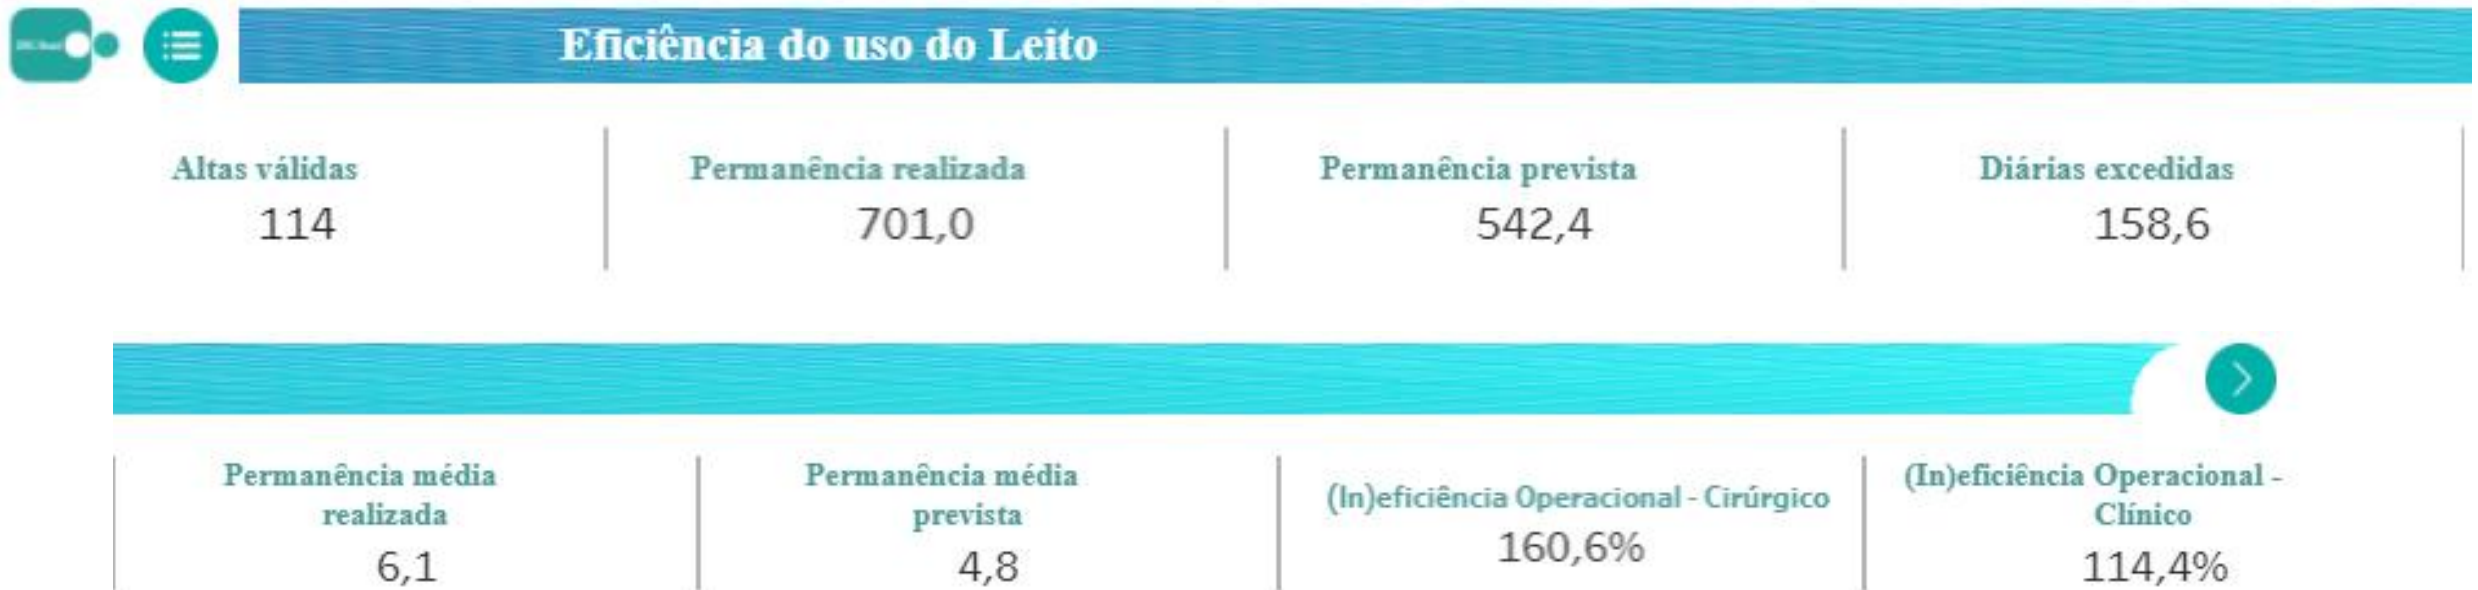 Eficiência do uso do Leito
Altas válidas
114
Permanência realizada
701,0
Permanência prevista
542,4
Diárias excedidas
158,6
Permanência média
realizada
6,1
Permanência média
prevista
4,8
(In)eficiência Operacional - Cirúrgico
160,6%
(In)eficiência Operacional -
Clínico
114,4%